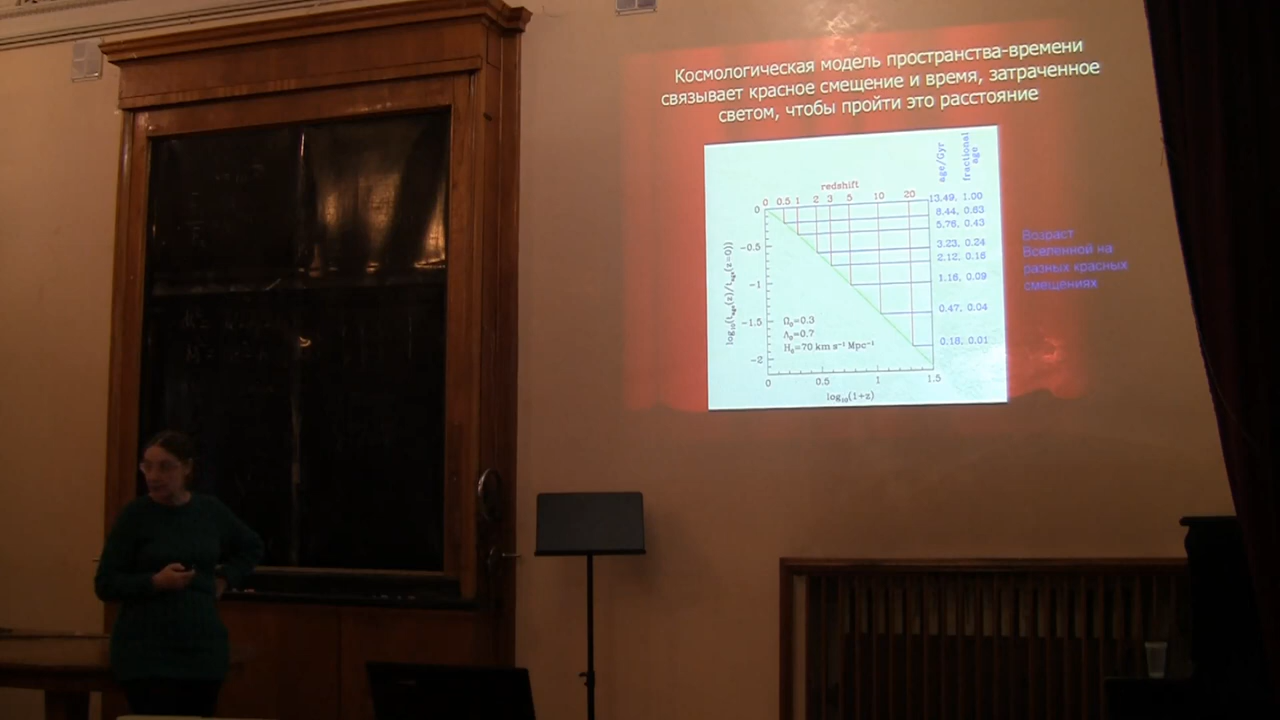 Космологическая модель пространства-времени
связывает красное смещение и время, затраченное
светом, чтобы пройти это расстояние
age/Gyr
fractional age
redshift
0 0.5 1 2 3 5 10 20
13.49, 1.00
8.44, 0.63
5.76, 0.43
3.23, 0.24
2.12, 0.16
1.16, 0.09
0.47, 0.04
0.18, 0.01
0
−0.5
−1
−1.5
−2
log₁₀(t_age(z)/t_age(z=0))
Ω₀=0.3
Λ₀=0.7
H₀=70 km s⁻¹ Mpc⁻¹
0 0.5 1 1.5
log₁₀(1+z)
Возраст
Вселенной на
разных красных
смещениях